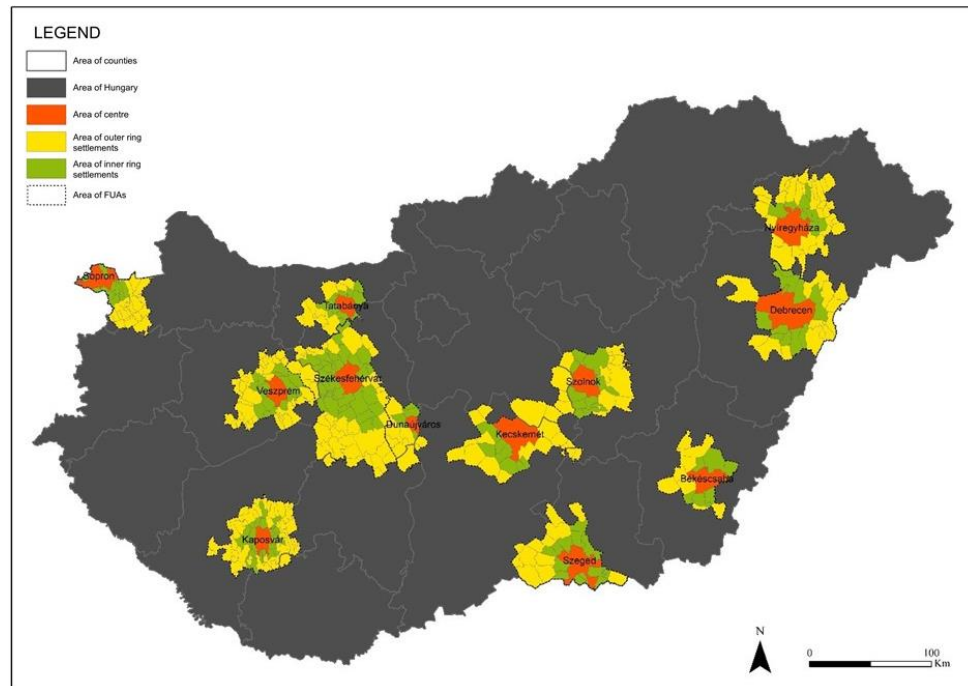 LEGEND
Area of counties
Area of Hungary
Area of centre
Area of outer ring
settlements
Area of inner ring
settlements
Area of FUAs
Nyíregyháza
Sopron
Tatabánya
Debrecen
Székesfehérvár
Veszprém
Szolnok
Dunaújváros
Kecskemét
Békéscsaba
Kaposvár
Szeged
N
0
100
Km